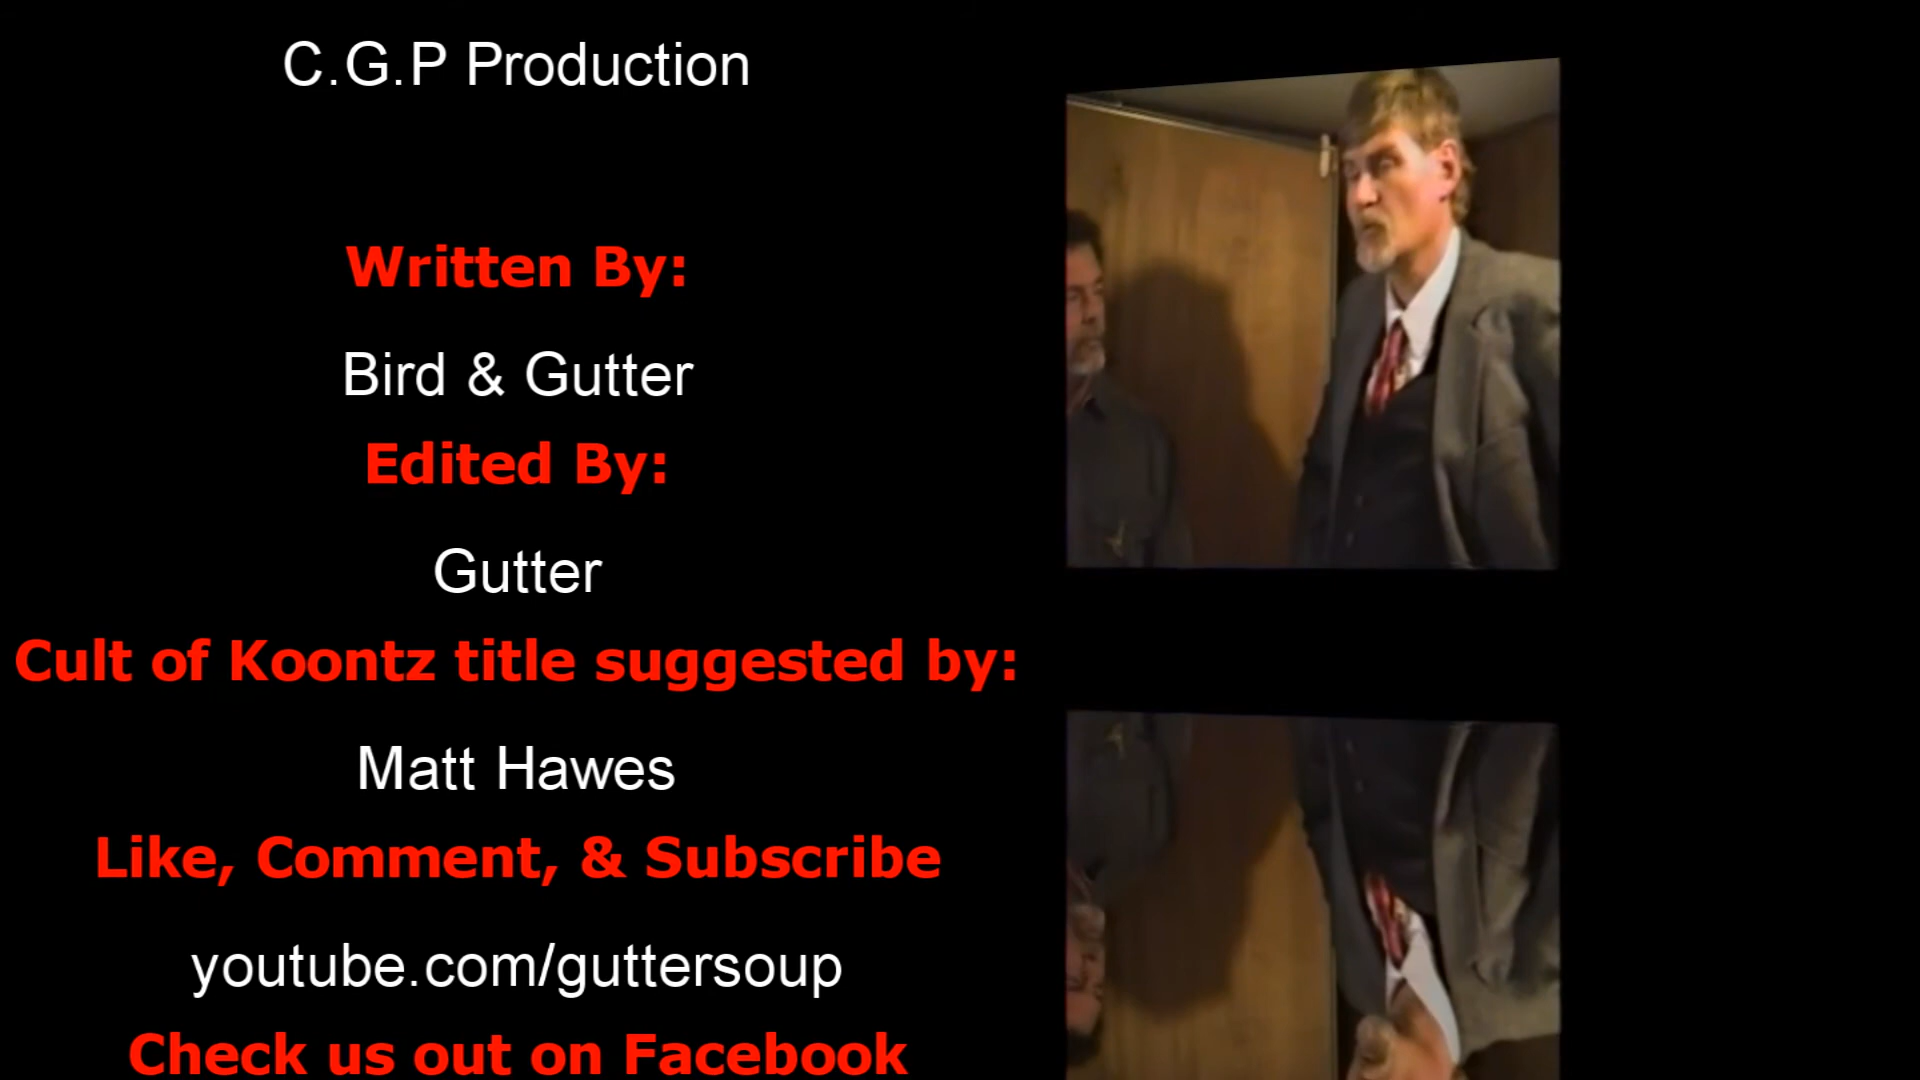 C.G.P Production
Written By:
Bird & Gutter
Edited By:
Gutter
Cult of Koontz title suggested by:
Matt Hawes
Like, Comment, & Subscribe
youtube.com/guttersoup
Check us out on Facebook